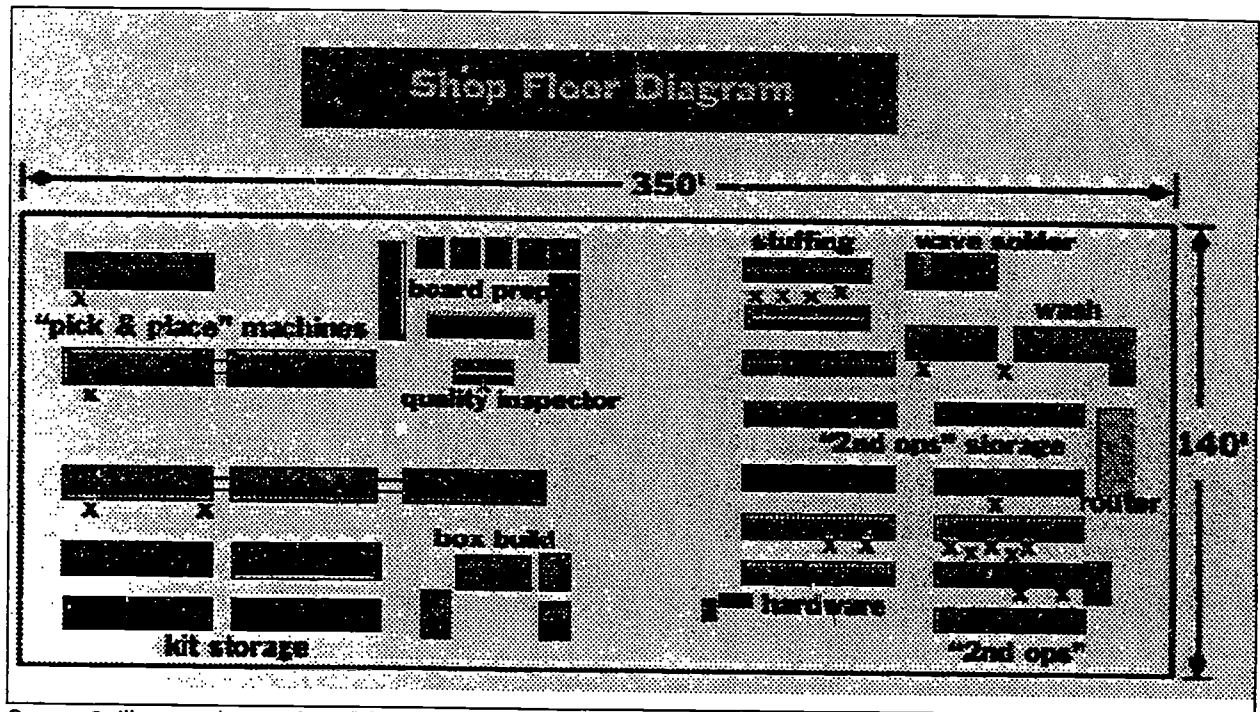 Shop Floor Diagram
350'
stuffing
wave solder
board prep
wash
"pick & place" machines
quality inspector
"2nd ops" storage
140'
router
box build
hardware
kit storage
"2nd ops"